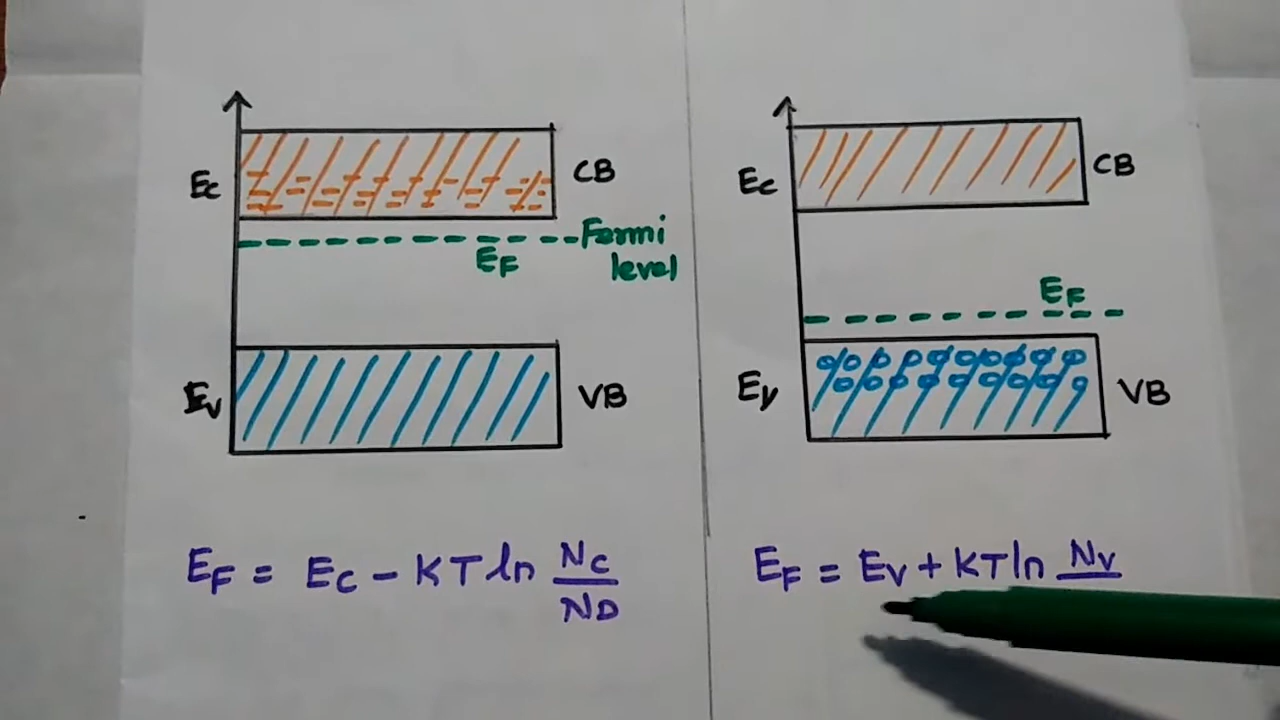 Ec
CB
Fermi
level
EF
Ev
VB
EF = Ec - KT ln Nc
ND
Ec
CB
EF
Ev
VB
EF = Ev + KT ln Nv